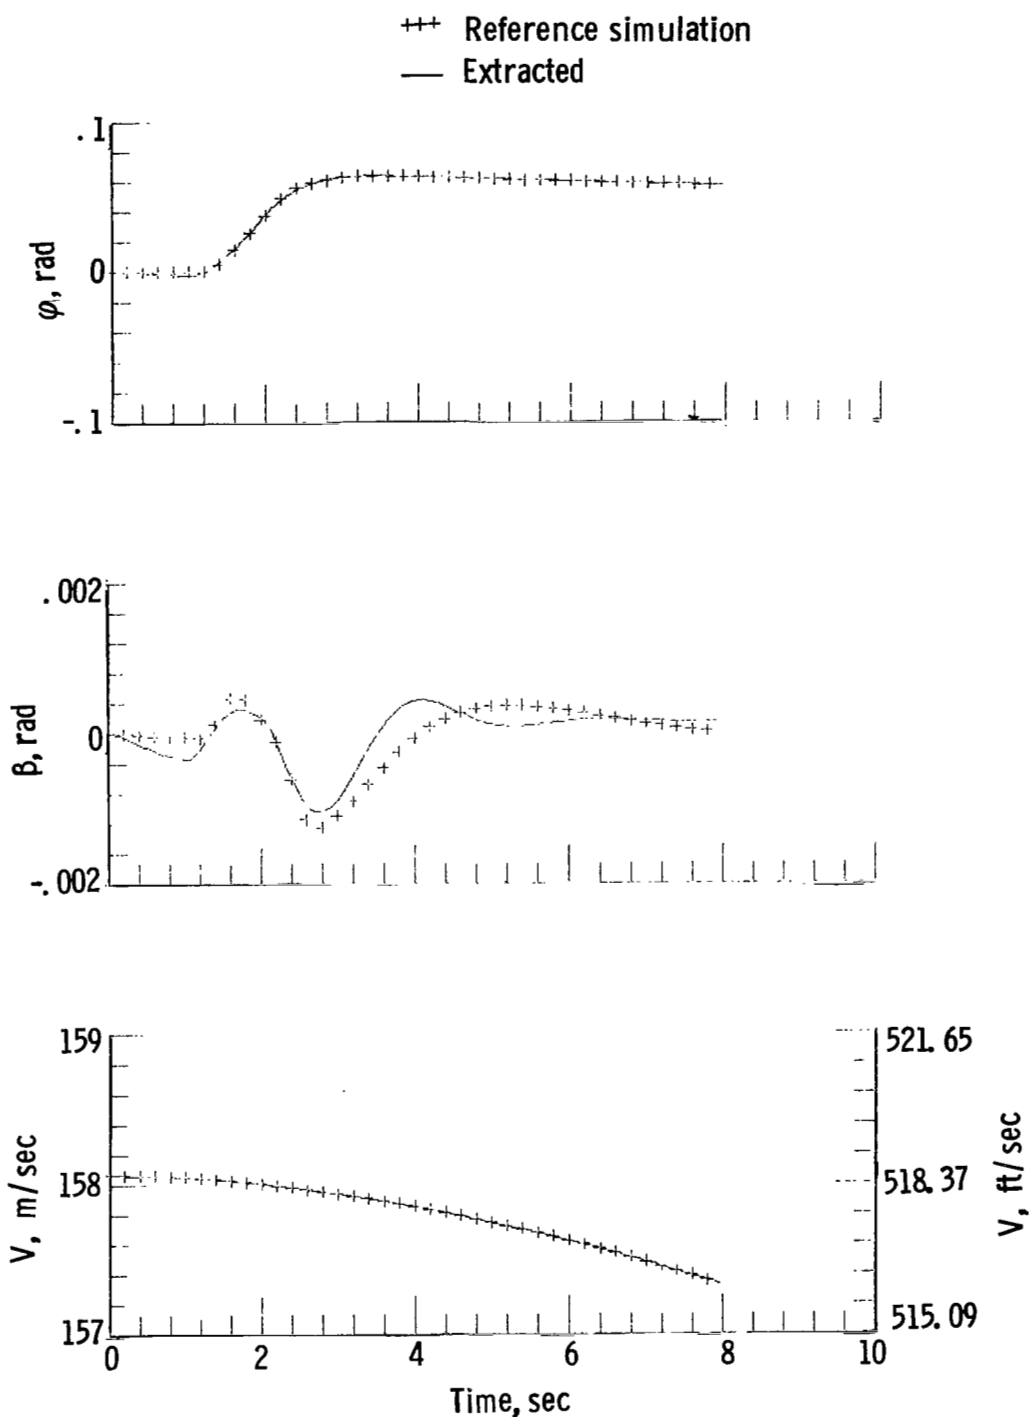 +++ Reference simulation
— Extracted
.1
φ, rad
0
-.1
.002
β, rad
0
-.002
159
521.65
V, m/sec
158
518.37
V, ft/sec
157
515.09
0 2 4 6 8 10
Time, sec